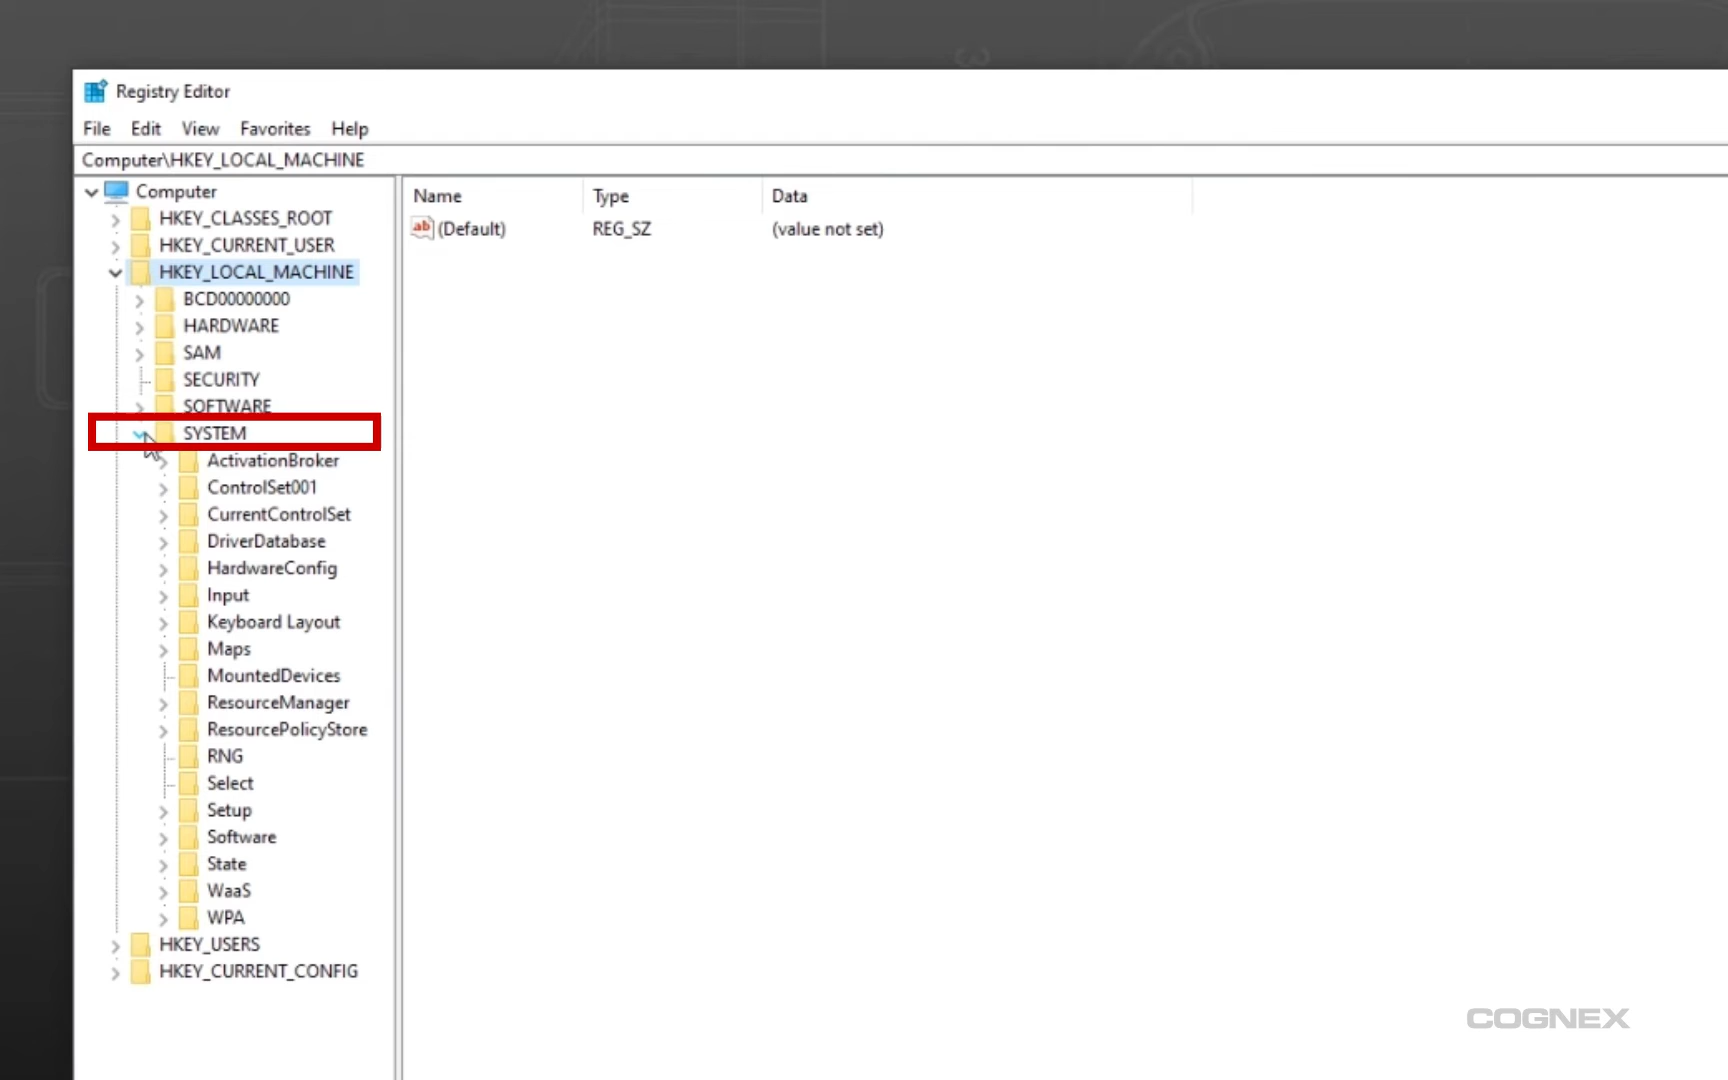 Registry Editor
File Edit View Favorites Help
Computer\HKEY_LOCAL_MACHINE
Computer
HKEY_CLASSES_ROOT
HKEY_CURRENT_USER
HKEY_LOCAL_MACHINE
BCD00000000
HARDWARE
SAM
SECURITY
SOFTWARE
SYSTEM
ActivationBroker
ControlSet001
CurrentControlSet
DriverDatabase
HardwareConfig
Input
Keyboard Layout
Maps
MountedDevices
ResourceManager
ResourcePolicyStore
RNG
Select
Setup
Software
State
WaaS
WPA
HKEY_USERS
HKEY_CURRENT_CONFIG
Name Type Data
ab (Default) REG_SZ (value not set)
COGNEX